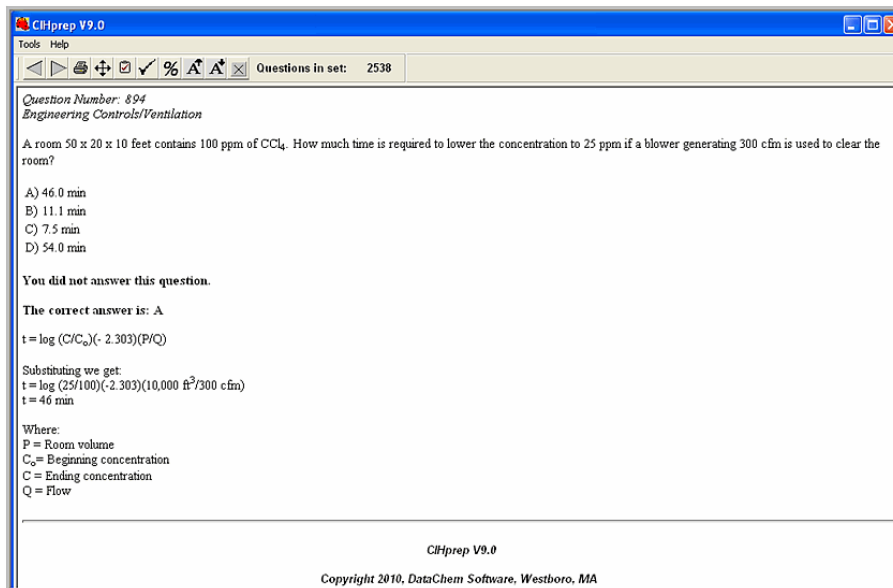 CIHprep V9.0
Tools Help
Questions in set: 2538
Question Number: 894
Engineering Controls/Ventilation
A room 50 x 20 x 10 feet contains 100 ppm of CCl₄. How much time is required to lower the concentration to 25 ppm if a blower generating 300 cfm is used to clear the
room?
A) 46.0 min
B) 11.1 min
C) 7.5 min
D) 54.0 min
You did not answer this question.
The correct answer is: A
t = log (C/Cₒ)(- 2.303)(P/Q)
Substituting we get:
t = log (25/100)(-2.303)(10,000 ft³/300 cfm)
t = 46 min
Where:
P = Room volume
Cₒ= Beginning concentration
C = Ending concentration
Q = Flow
CIHprep V9.0
Copyright 2010, DataChem Software, Westboro, MA